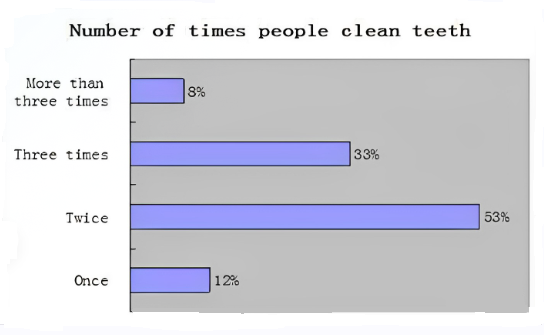 Number of times people clean teeth
More than
three times
8%
Three times
33%
Twice
53%
Once
12%